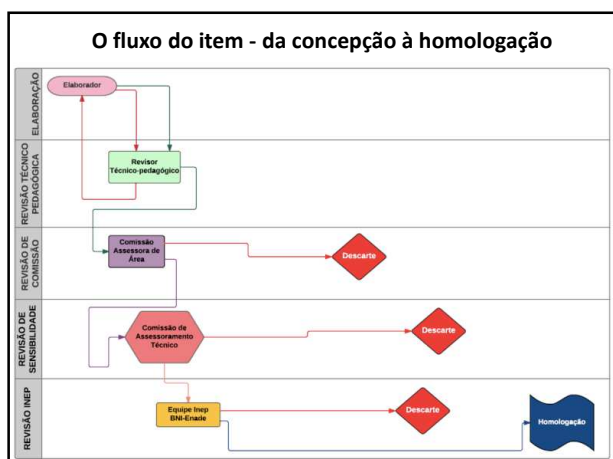 O fluxo do item - da concepção à homologação
ELABORAÇÃO
Elaborador
REVISÃO TÉCNICO
PEDAGÓGICA
Revisor
Técnico-pedagógico
REVISÃO DE
COMISSÃO
Comissão
Assessora de
Área
Descarte
REVISÃO DE
SENSIBILIDADE
Comissão de
Assessoramento
Técnico
Descarte
REVISÃO INEP
Equipe Inep
BNI-Enade
Descarte
Homologação